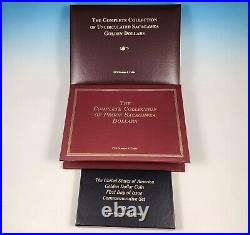 THE COMPLETE COLLECTION
OF UNCIRCULATED SACAGAWEA
GOLDEN DOLLARS
THE
COMPLETE COLLECTION
OF PROOF SACAGAWEA
DOLLARS
The United States of America
Golden Dollar Coin
First Day of Issue
Commemorative Set